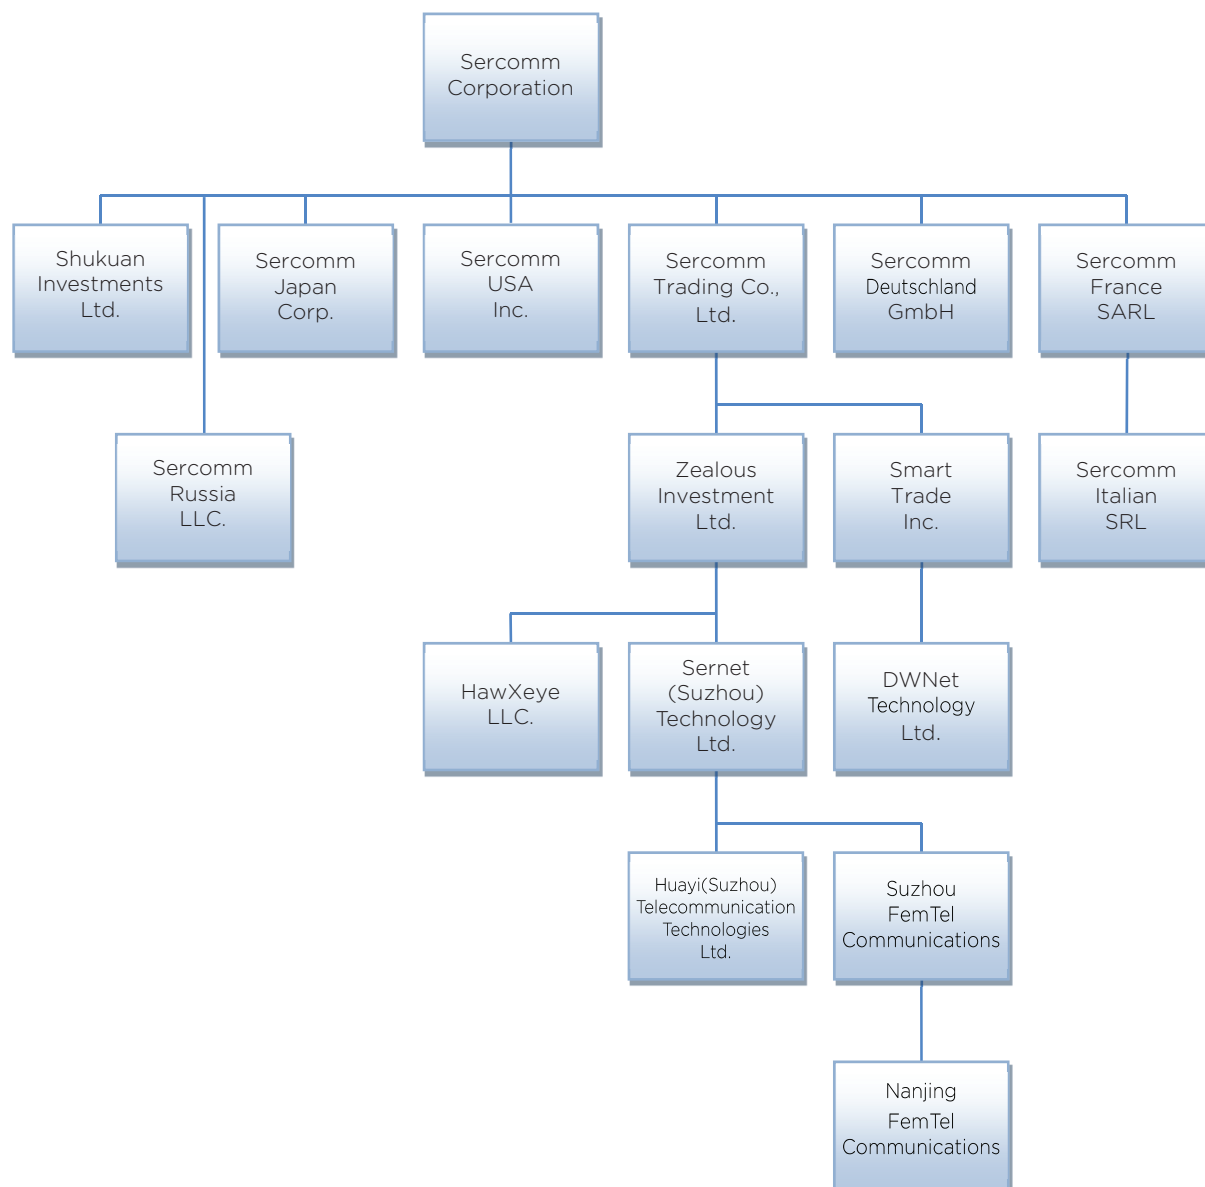 Sercomm
Corporation
Shukuan
Investments
Ltd.
Sercomm
Japan
Corp.
Sercomm
USA
Inc.
Sercomm
Trading Co.,
Ltd.
Sercomm
Deutschland
GmbH
Sercomm
France
SARL
Sercomm
Russia
LLC.
Zealous
Investment
Ltd.
Smart
Trade
Inc.
Sercomm
Italian
SRL
HawXeye
LLC.
Sernet
(Suzhou)
Technology
Ltd.
DWNet
Technology
Ltd.
Huayi(Suzhou)
Telecommunication
Technologies
Ltd.
Suzhou
FemTel
Communications
Nanjing
FemTel
Communications